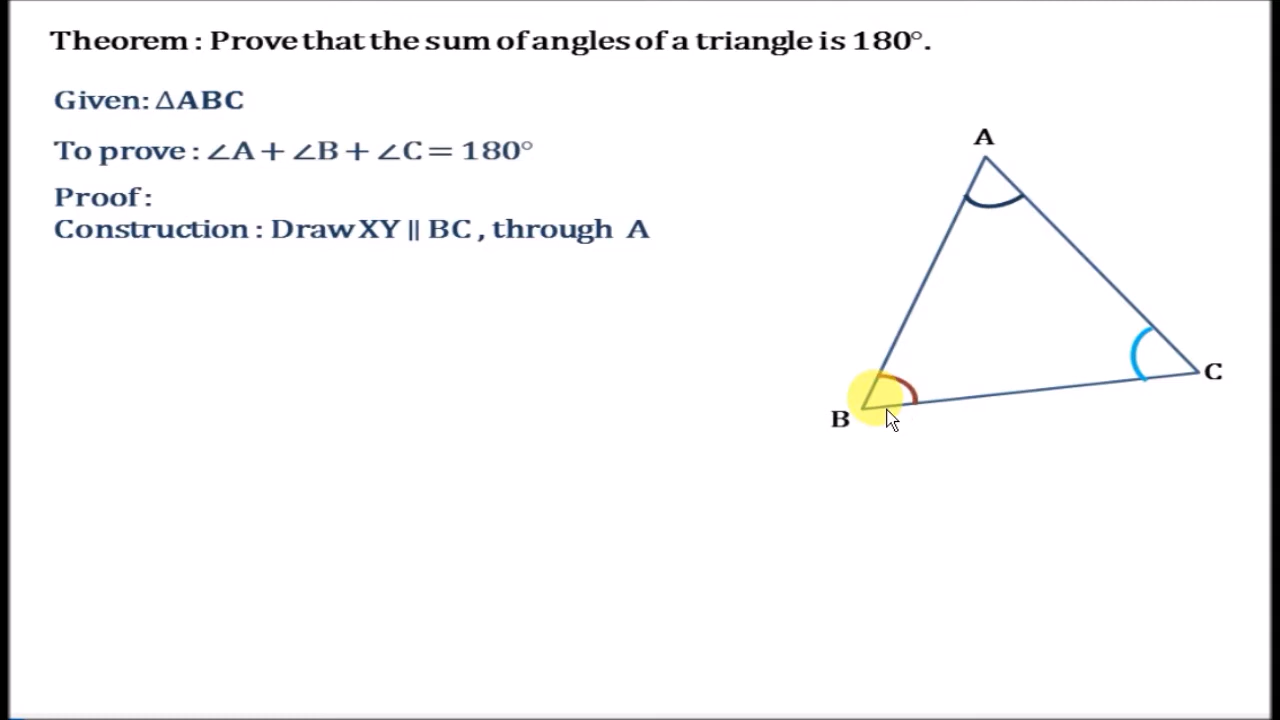 Theorem : Prove that the sum of angles of a triangle is 180°.
Given: ∆ABC
To prove : ∠A + ∠B + ∠C = 180°
Proof :
Construction : Draw XY ∥ BC , through A
A
B
C